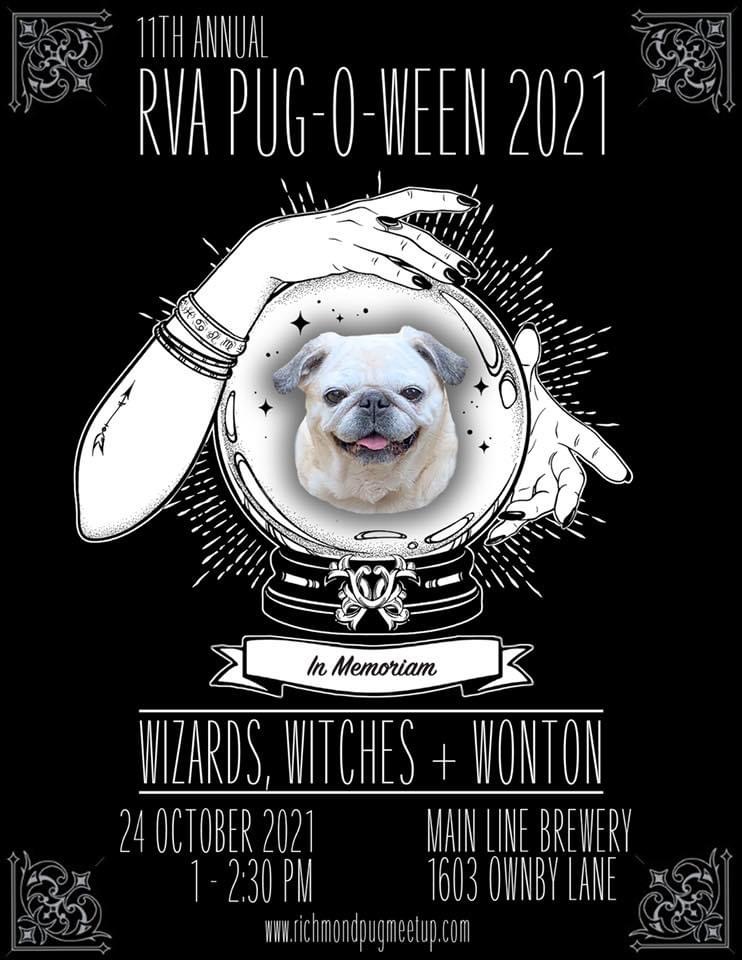 11TH ANNUAL
RVA PUG-O-WEEN 2021
In Memoriam
WIZARDS, WITCHES + WONTON
24 OCTOBER 2021
1 - 2:30 PM
MAIN LINE BREWERY
1603 OWNBY LANE
www.richmondpugmeetup.com